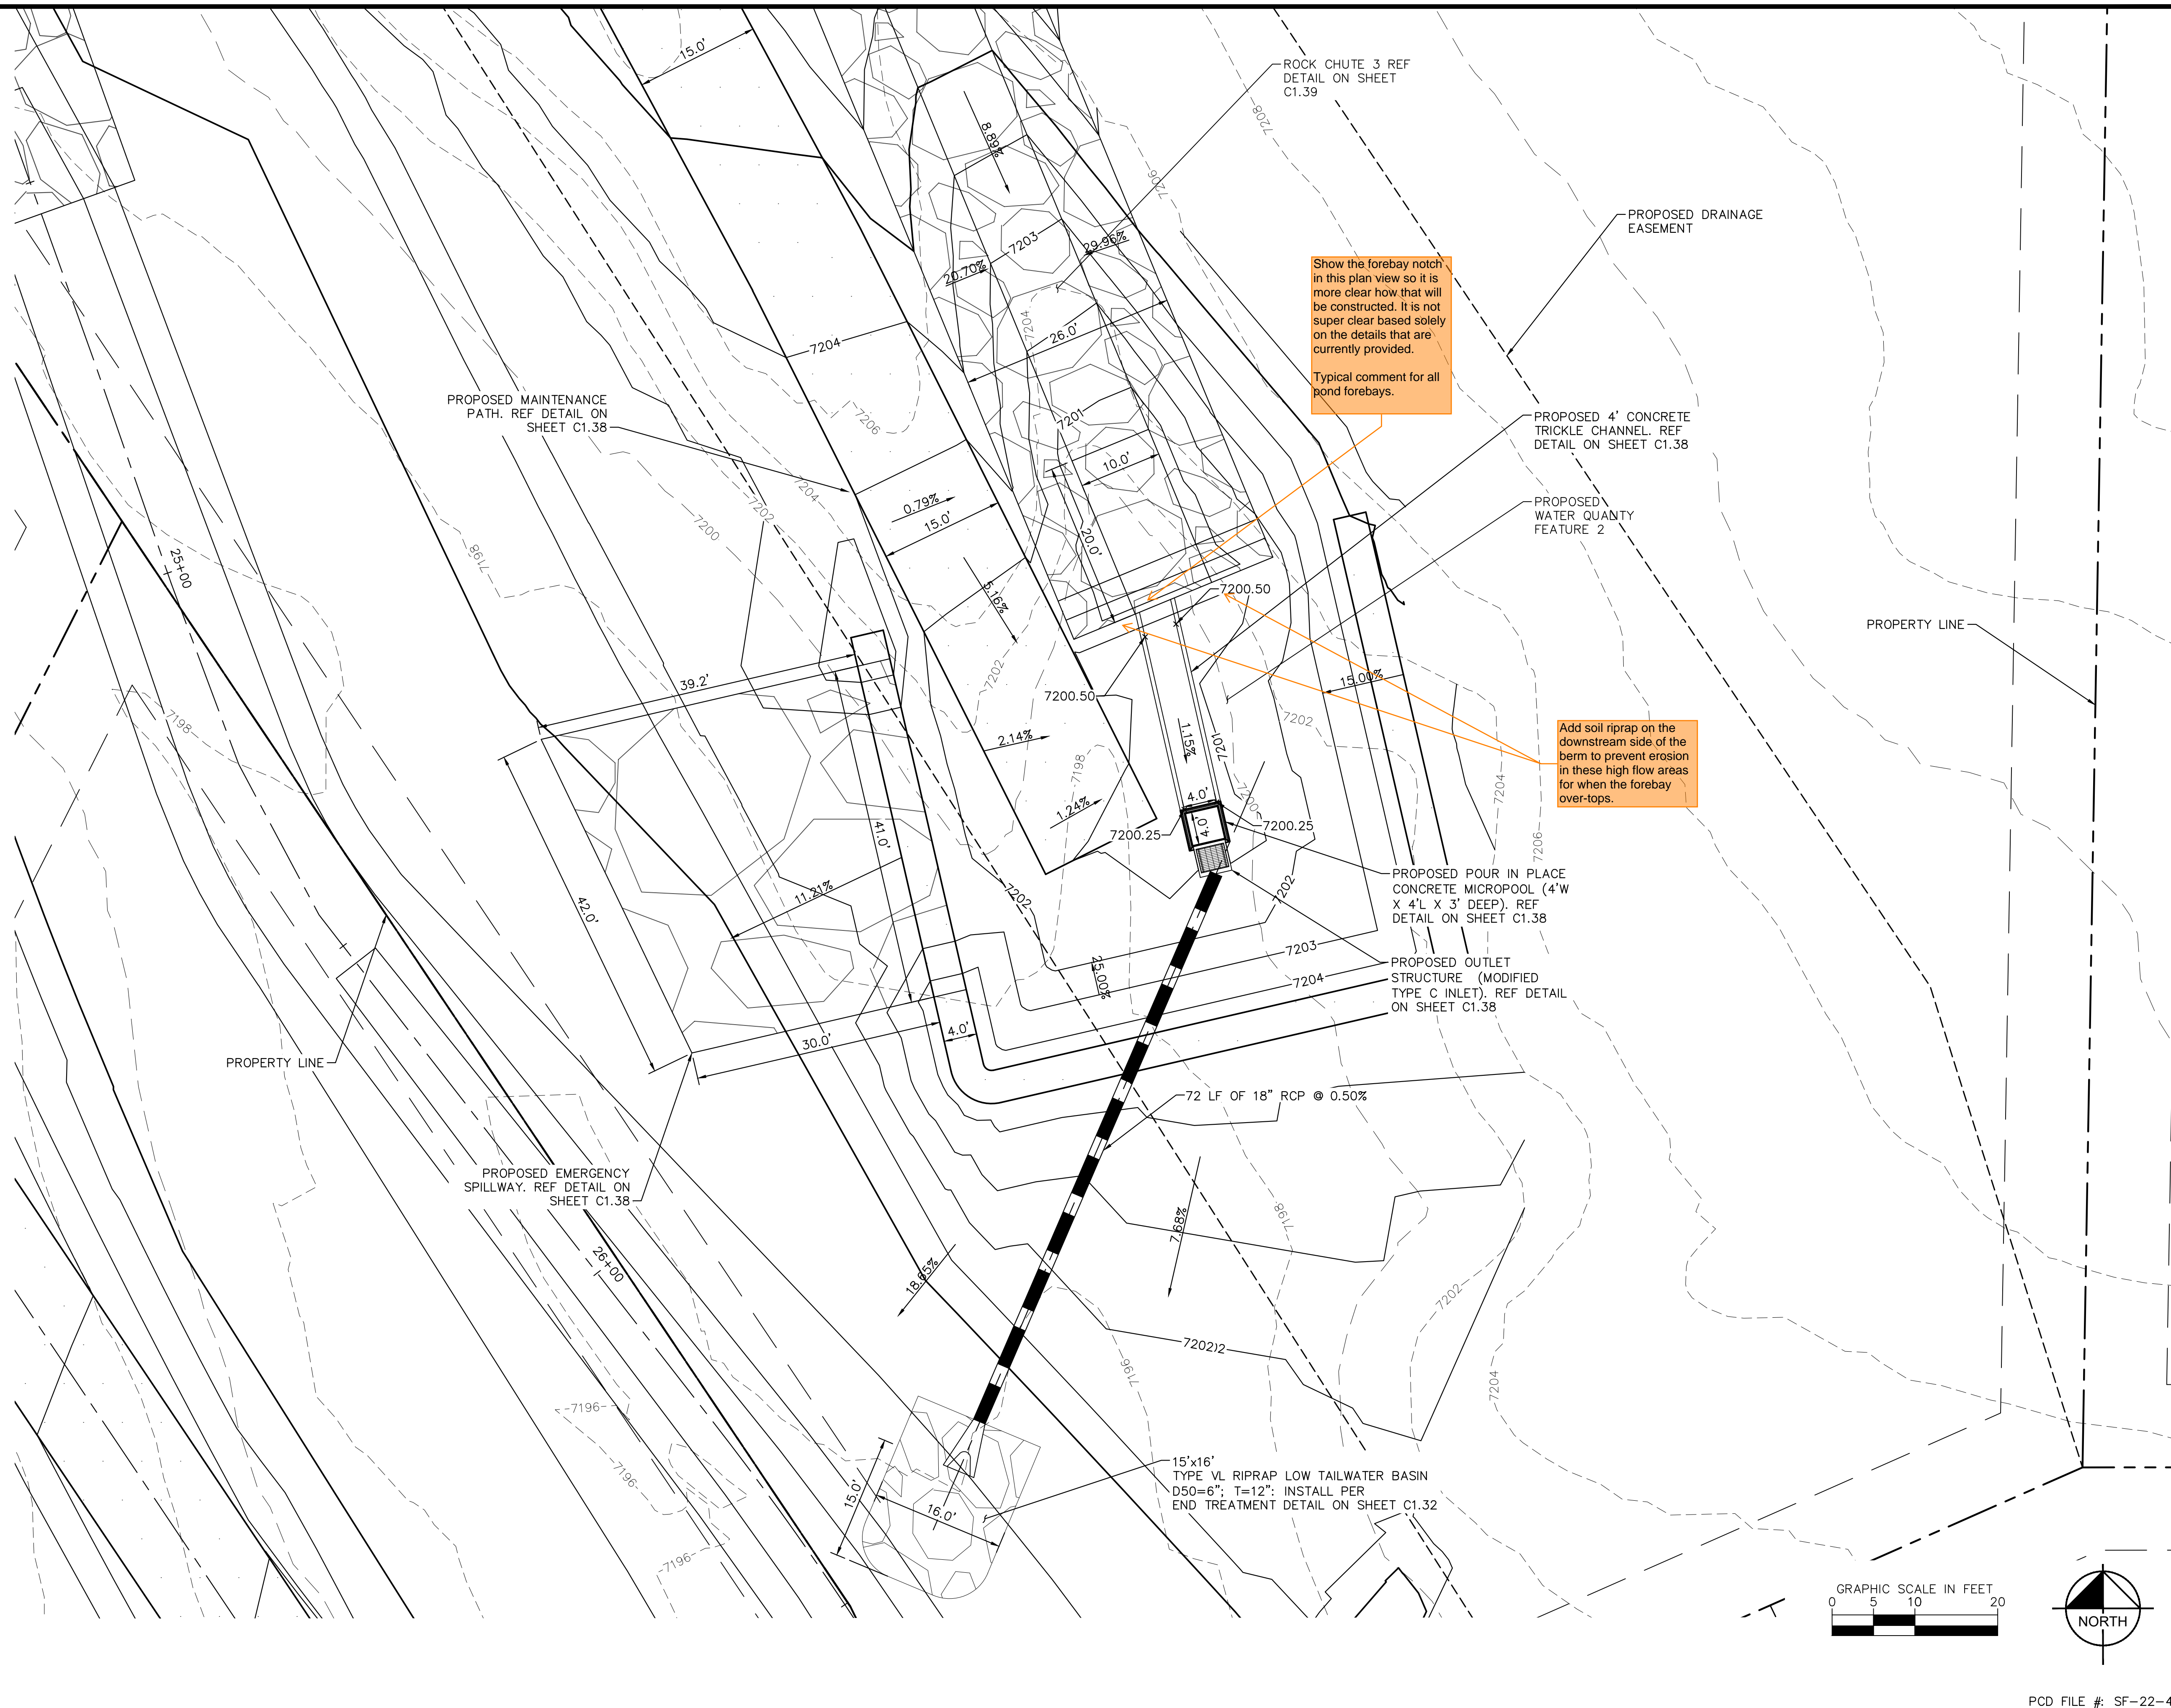 15.0'
ROCK CHUTE 3 REF
DETAIL ON SHEET
C1.39
7208
8.89%
7206
PROPOSED DRAINAGE
EASEMENT
7203
29.96%
20.70%
Show the forebay notch
in this plan view so it is
more clear how that will
be constructed. It is not
super clear based solely
on the details that are
currently provided.
Typical comment for all
pond forebays.
7204
26.0'
7204
PROPOSED MAINTENANCE
PATH. REF DETAIL ON
SHEET C1.38
7206
7201
PROPOSED 4' CONCRETE
TRICKLE CHANNEL. REF
DETAIL ON SHEET C1.38
10.0'
7204
7202
7200
0.79%
15.0'
20.0'
PROPOSED
WATER QUALITY
FEATURE 2
7198
25+00
5.16%
7200.50
PROPERTY LINE
7202
39.2'
15.00%
7200.50
7198
7202
2.14%
1.15%
7201
Add soil riprap on the
downstream side of the
berm to prevent erosion
in these high flow areas
for when the forebay
over-tops.
7198
7204
1.24%
4.0'
7200
4.0'
7200.25
7200.25
7206
41.0'
PROPOSED POUR IN PLACE
CONCRETE MICROPOOL (4'W
X 4'L X 3' DEEP). REF
DETAIL ON SHEET C1.38
11.21%
7202
7202
42.0'
7203
25.00%
7204
PROPOSED OUTLET
STRUCTURE (MODIFIED
TYPE C INLET). REF DETAIL
ON SHEET C1.38
4.0'
30.0'
PROPERTY LINE
72 LF OF 18" RCP @ 0.50%
PROPOSED EMERGENCY
SPILLWAY. REF DETAIL ON
SHEET C1.38
7198
7.68%
26+00
18.65%
7202
7202
7196
7204
7196
15'x16'
TYPE VL RIPRAP LOW TAILWATER BASIN
D50=6"; T=12": INSTALL PER
END TREATMENT DETAIL ON SHEET C1.32
7196
15.0'
16.0'
7196
GRAPHIC SCALE IN FEET
0 5 10 20
NORTH
PCD FILE #: SF-22-4